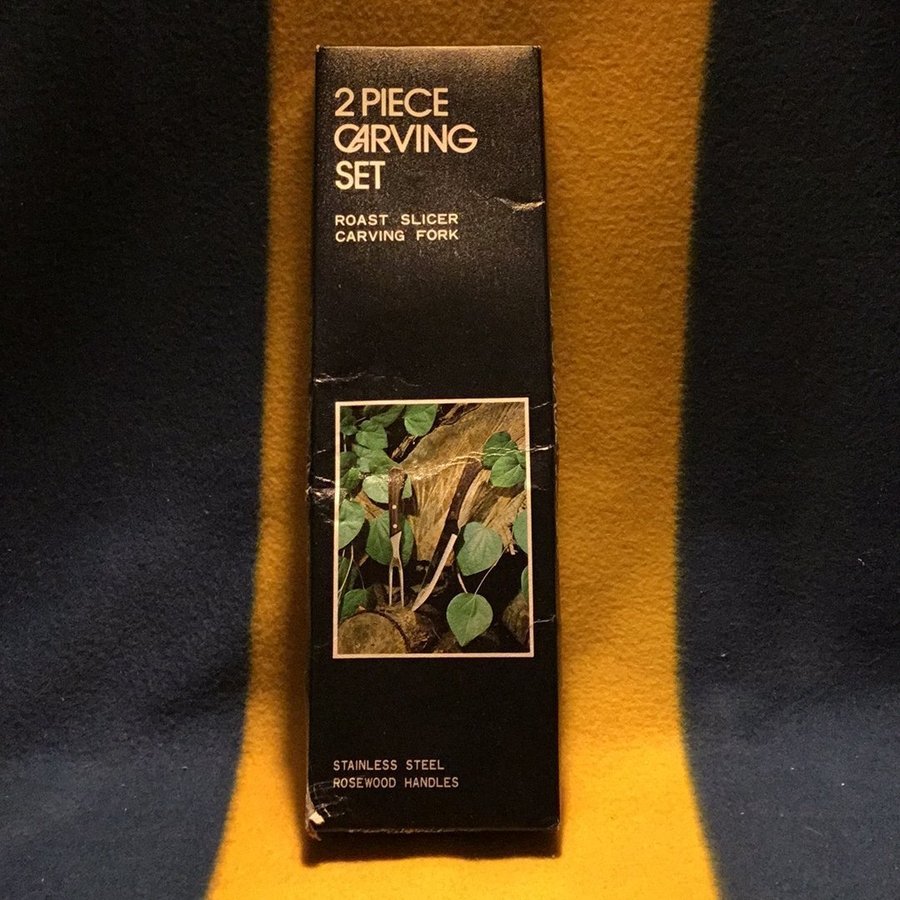 2 PIECE
CARVING
SET
ROAST SLICER
CARVING FORK
STAINLESS STEEL
ROSEWOOD HANDLES